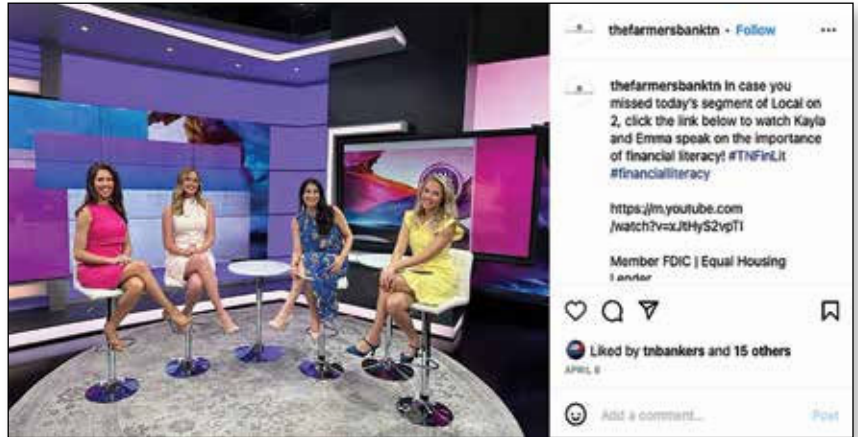 thefarmersbanktn • Follow
thefarmersbanktn In case you
missed today's segment of Local on
2, click the link below to watch Kayla
and Emma speak on the importance
of financial literacy! #TNFinLit
#financialliteracy
https://m.youtube.com
/watch?v=xJtHyS2vpTI
Member FDIC | Equal Housing
Lender
Liked by tnbankers and 15 others
APRIL 6
Add a comment...
Post